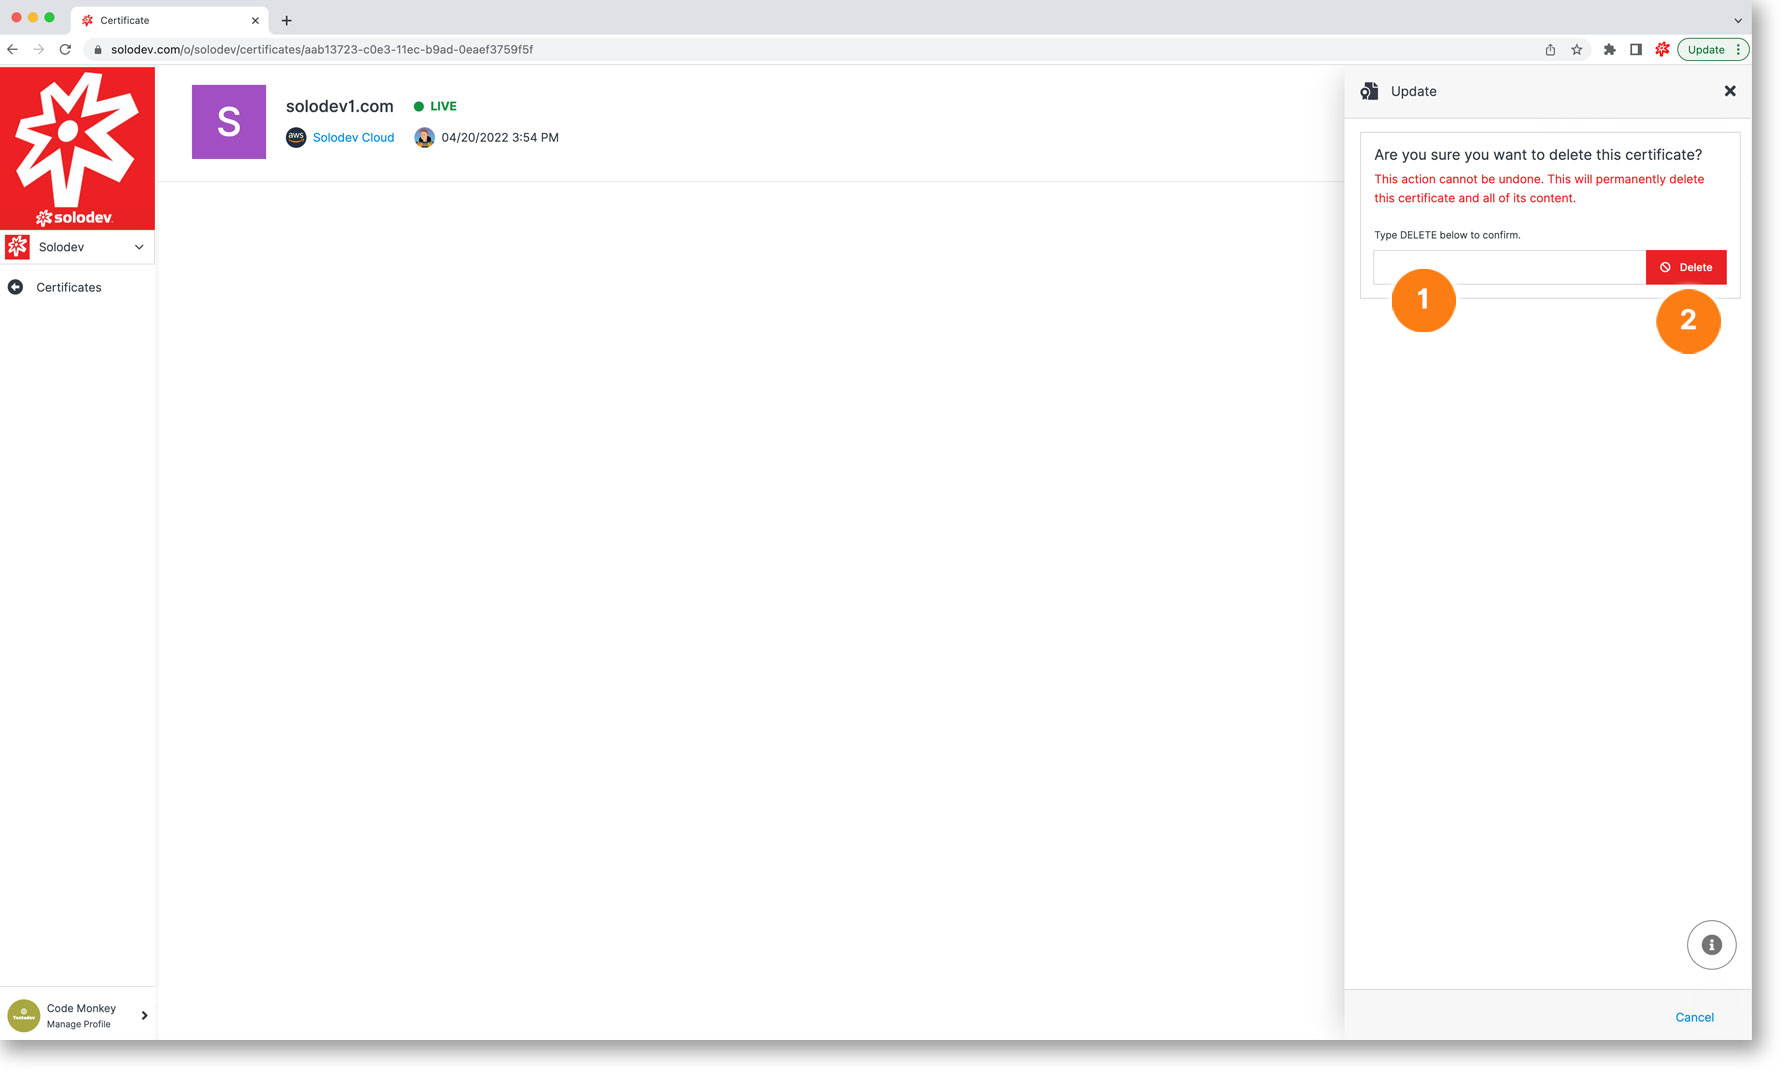 Certificate
solodev.com/o/solodev/certificates/aab13723-c0e3-11ec-b9ad-0eaef3759f5f
Update
solodev
Solodev
Certificates
S
solodev1.com
LIVE
aws
Solodev Cloud
04/20/2022 3:54 PM
Update
Are you sure you want to delete this certificate?
This action cannot be undone. This will permanently delete
this certificate and all of its content.
Type DELETE below to confirm.
Delete
1
2
Code Monkey
Manage Profile
Cancel